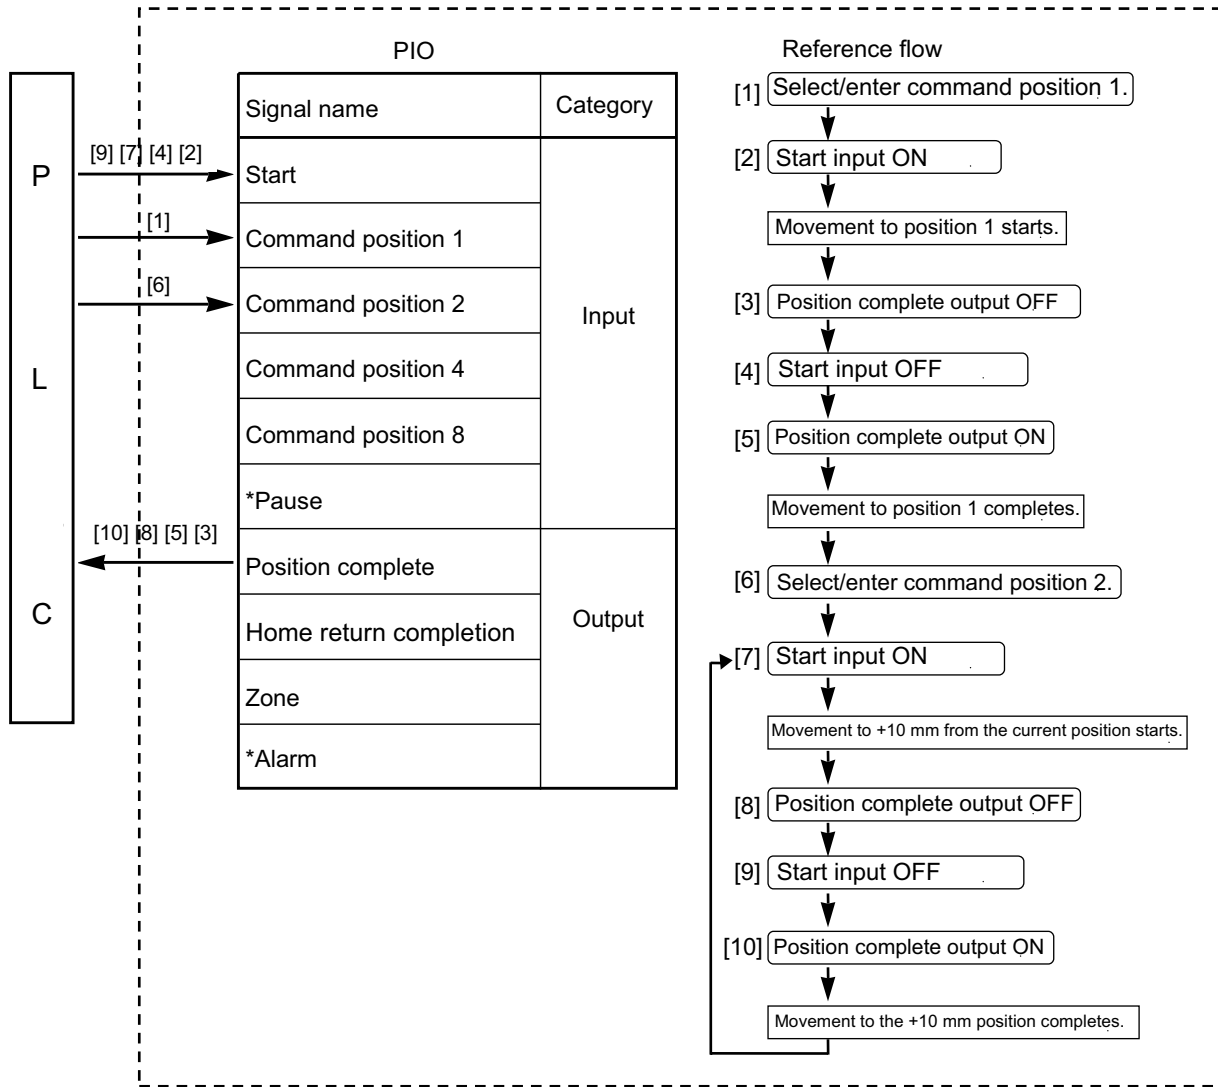 PIO
Signal name
Category
P
L
C
[9] [7] [4] [2]
Start
[1]
Command position 1
[6]
Command position 2
Command position 4
Command position 8
*Pause
Input
[10] [8] [5] [3]
Position complete
Home return completion
Zone
*Alarm
Output
Reference flow
[1] Select/enter command position 1.
[2] Start input ON
Movement to position 1 starts.
[3] Position complete output OFF
[4] Start input OFF
[5] Position complete output ON
Movement to position 1 completes.
[6] Select/enter command position 2.
[7] Start input ON
Movement to +10 mm from the current position starts.
[8] Position complete output OFF
[9] Start input OFF
[10] Position complete output ON
Movement to the +10 mm position completes.